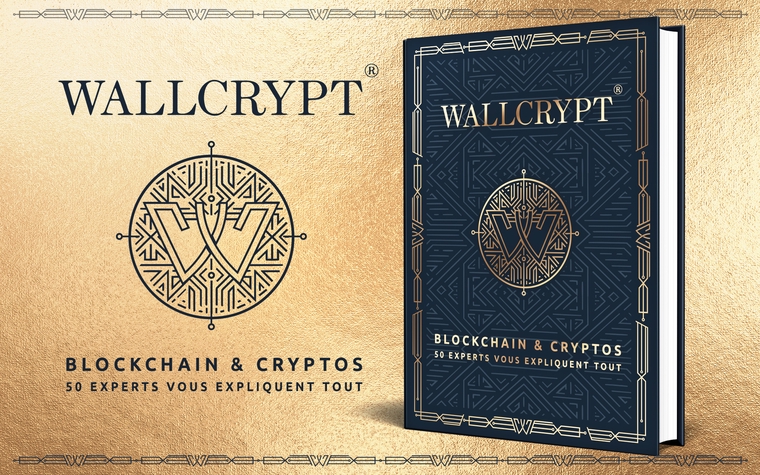 WALLCRYPT®
BLOCKCHAIN & CRYPTOS
50 EXPERTS VOUS EXPLIQUENT TOUT
WALLCRYPT®
BLOCKCHAIN & CRYPTOS
50 EXPERTS VOUS EXPLIQUENT TOUT